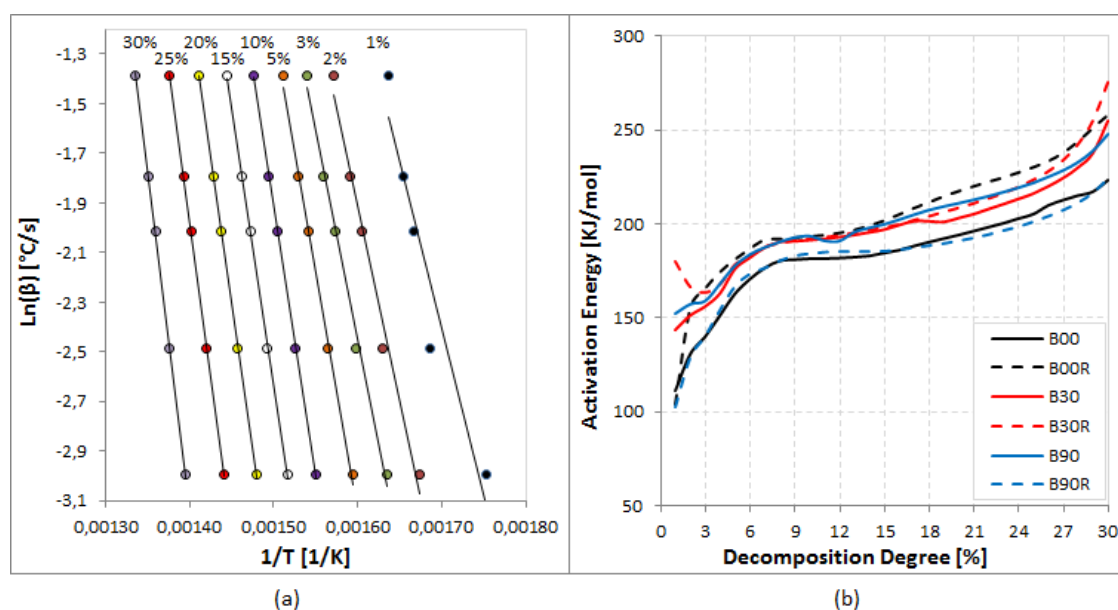 30% 20% 10% 3% 1%
25% 15% 5% 2%
-1,3
-1,5
-1,7
-1,9
-2,1
-2,3
-2,5
-2,7
-2,9
-3,1
Ln(β) [°C/s]
0,00130 0,00140 0,00150 0,00160 0,00170 0,00180
1/T [1/K]
(a)
300
250
200
150
100
50
Activation Energy [KJ/mol]
B00
B00R
B30
B30R
B90
B90R
0 3 6 9 12 15 18 21 24 27 30
Decomposition Degree [%]
(b)